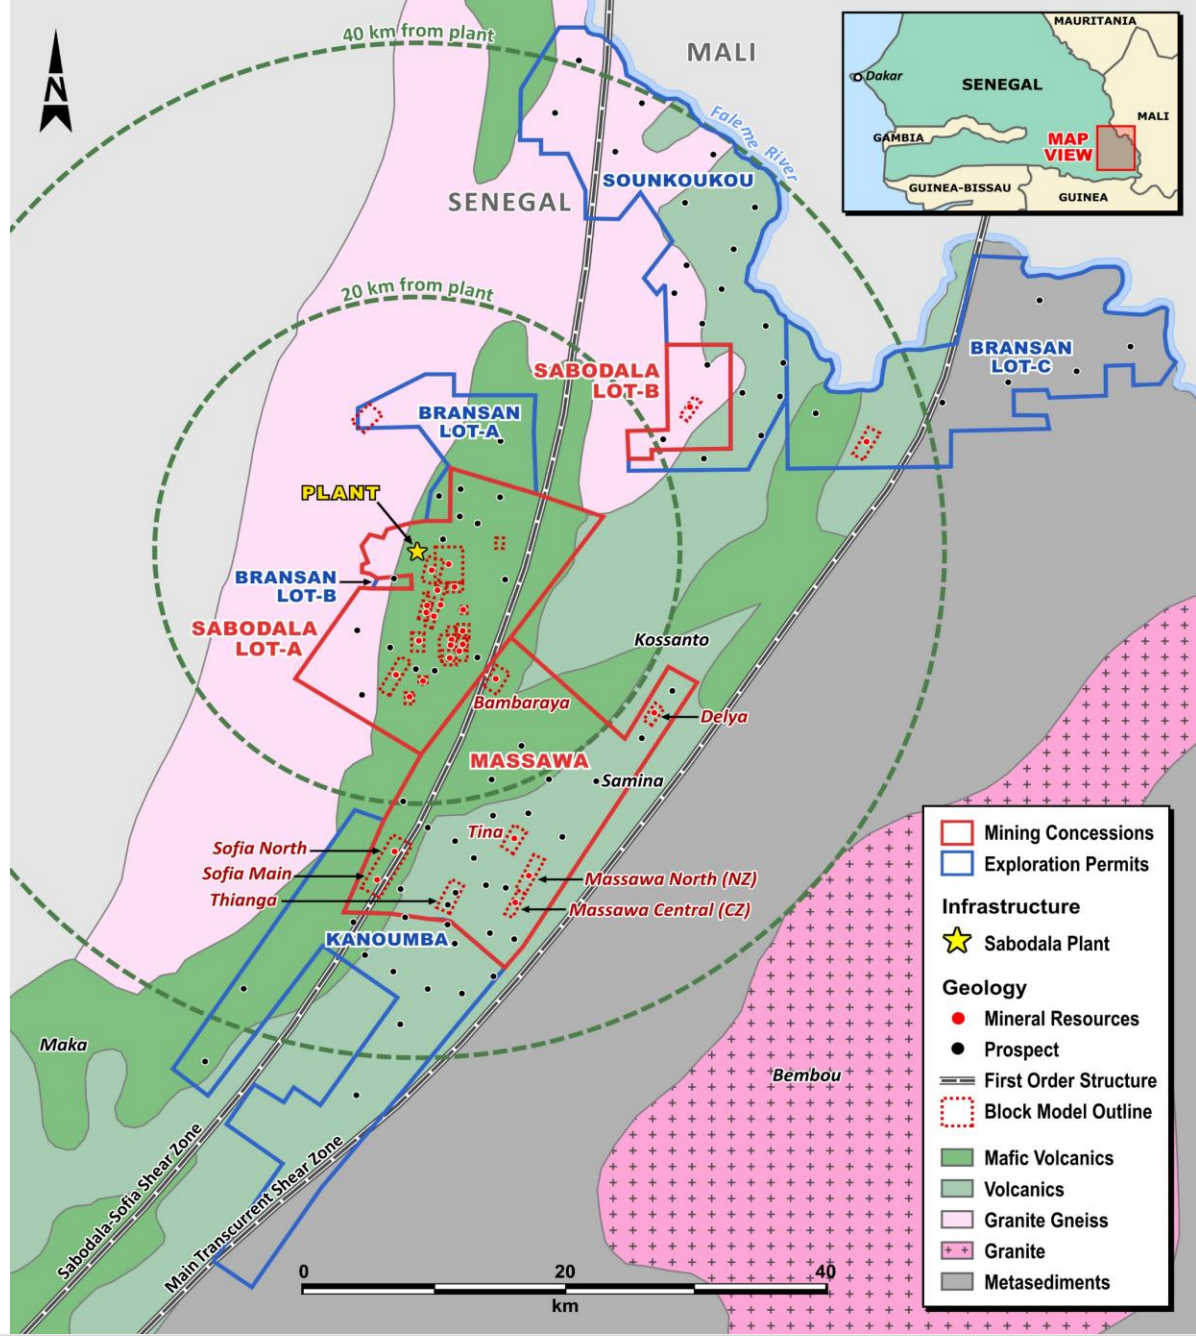 40 km from plant
MALI
N
Faleme River
SENEGAL
SOUNKOUKOU
20 km from plant
MAURITANIA
Dakar
SENEGAL
MALI
GAMBIA
MAP
VIEW
GUINEA-BISSAU
GUINEA
BRANSAN
LOT-C
SABODALA
LOT-B
BRANSAN
LOT-A
PLANT
BRANSAN
LOT-B
SABODALA
LOT-A
Kossanto
Bambaraya
Delya
MASSAWA
Samina
Tina
Sofia North
Sofia Main
Thianga
Massawa North (NZ)
Massawa Central (CZ)
KANOUMBA
Maka
Bembou
Sabodala-Sofia Shear Zone
Main Transcurrent Shear Zone
0 20 40
km
Mining Concessions
Exploration Permits
Infrastructure
Sabodala Plant
Geology
Mineral Resources
Prospect
First Order Structure
Block Model Outline
Mafic Volcanics
Volcanics
Granite Gneiss
Granite
Metasediments